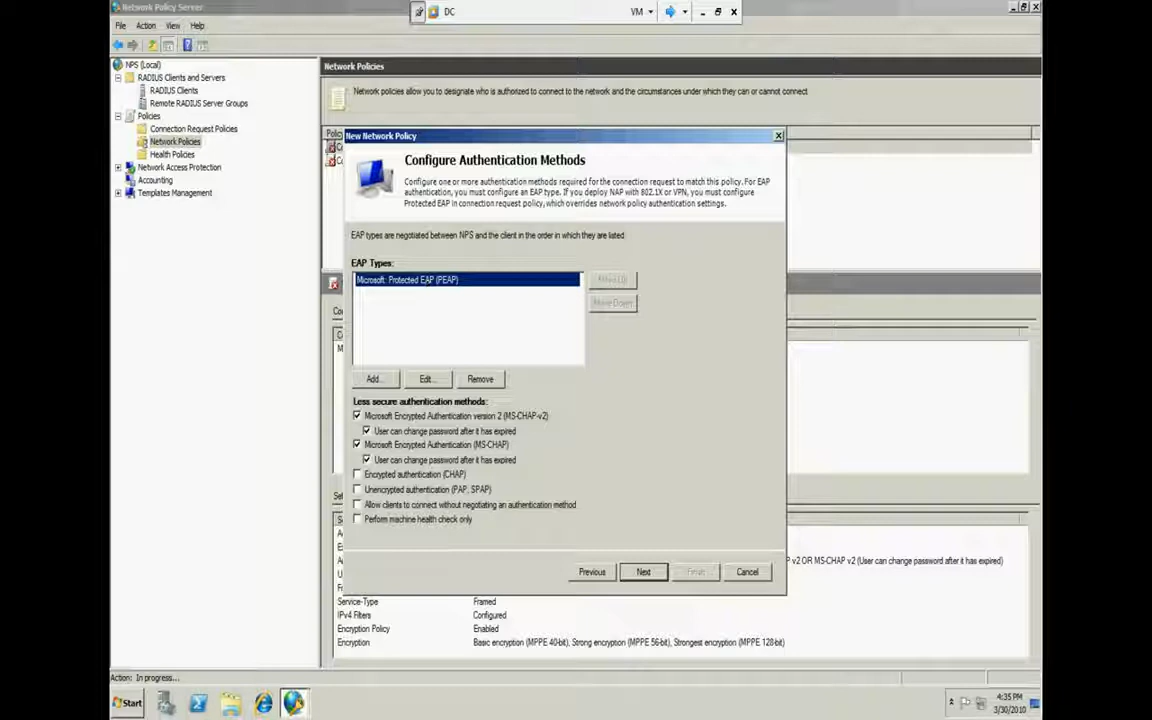 Network Policy Server
DC
VM
File Action View Help
NPS (Local)
RADIUS Clients and Servers
RADIUS Clients
Remote RADIUS Server Groups
Policies
Connection Request Policies
Network Policies
Health Policies
Network Access Protection
Accounting
Templates Management
Network Policies
Network policies allow you to designate who is authorized to connect to the network and the circumstances under which they can or cannot connect
New Network Policy
Configure Authentication Methods
Configure one or more authentication methods required for the connection request to match this policy. For EAP
authentication, you must configure an EAP type. If you deploy NAP with 802.1X or VPN, you must configure
Protected EAP in connection request policy, which overrides network policy authentication settings.
EAP types are negotiated between NPS and the client in the order in which they are listed
EAP Types:
Microsoft: Protected EAP (PEAP)
Move Up
Move Down
Add... Edit... Remove
Less secure authentication methods:
Microsoft Encrypted Authentication version 2 (MS-CHAP-v2)
User can change password after it has expired
Microsoft Encrypted Authentication (MS-CHAP)
User can change password after it has expired
Encrypted authentication (CHAP)
Unencrypted authentication (PAP, SPAP)
Allow clients to connect without negotiating an authentication method
Perform machine health check only
v2 OR MS-CHAP v2 (User can change password after it has expired)
Previous Next Finish Cancel
Service-Type Framed
IPv4 Filters Configured
Encryption Policy Enabled
Encryption Basic encryption (MPPE 40-bit), Strong encryption (MPPE 56-bit), Strongest encryption (MPPE 128-bit)
Action: In progress...
Start
4:35 PM
3/30/2010